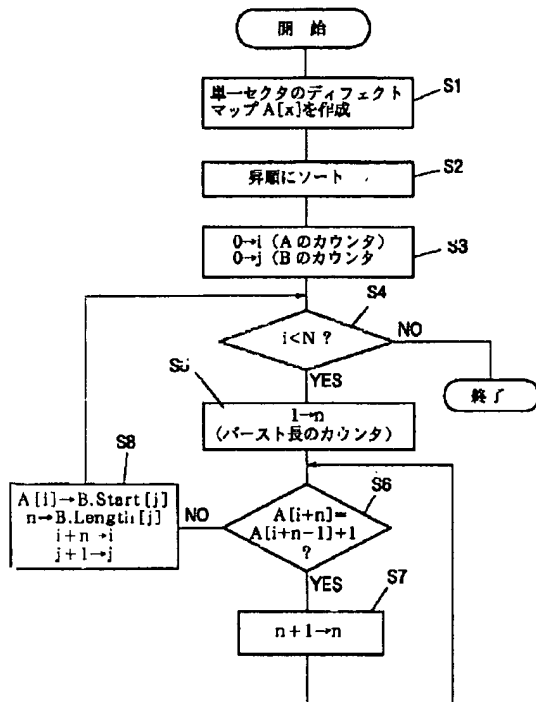 開 始
単一セクタのディフェクト
マップ A[x]を作成
S1
昇順にソート
S2
0→i (A のカウンタ)
0→j (B のカウンタ
S3
S4
i<N ?
NO
YES
終了
S5
1→n
(バースト長のカウンタ)
S8
A[i]→B.Start[j]
n→B.Length[j]
i+n→i
j+1→j
NO
S6
A[i+n]=
A[i+n-1]+1
?
YES
S7
n+1→n